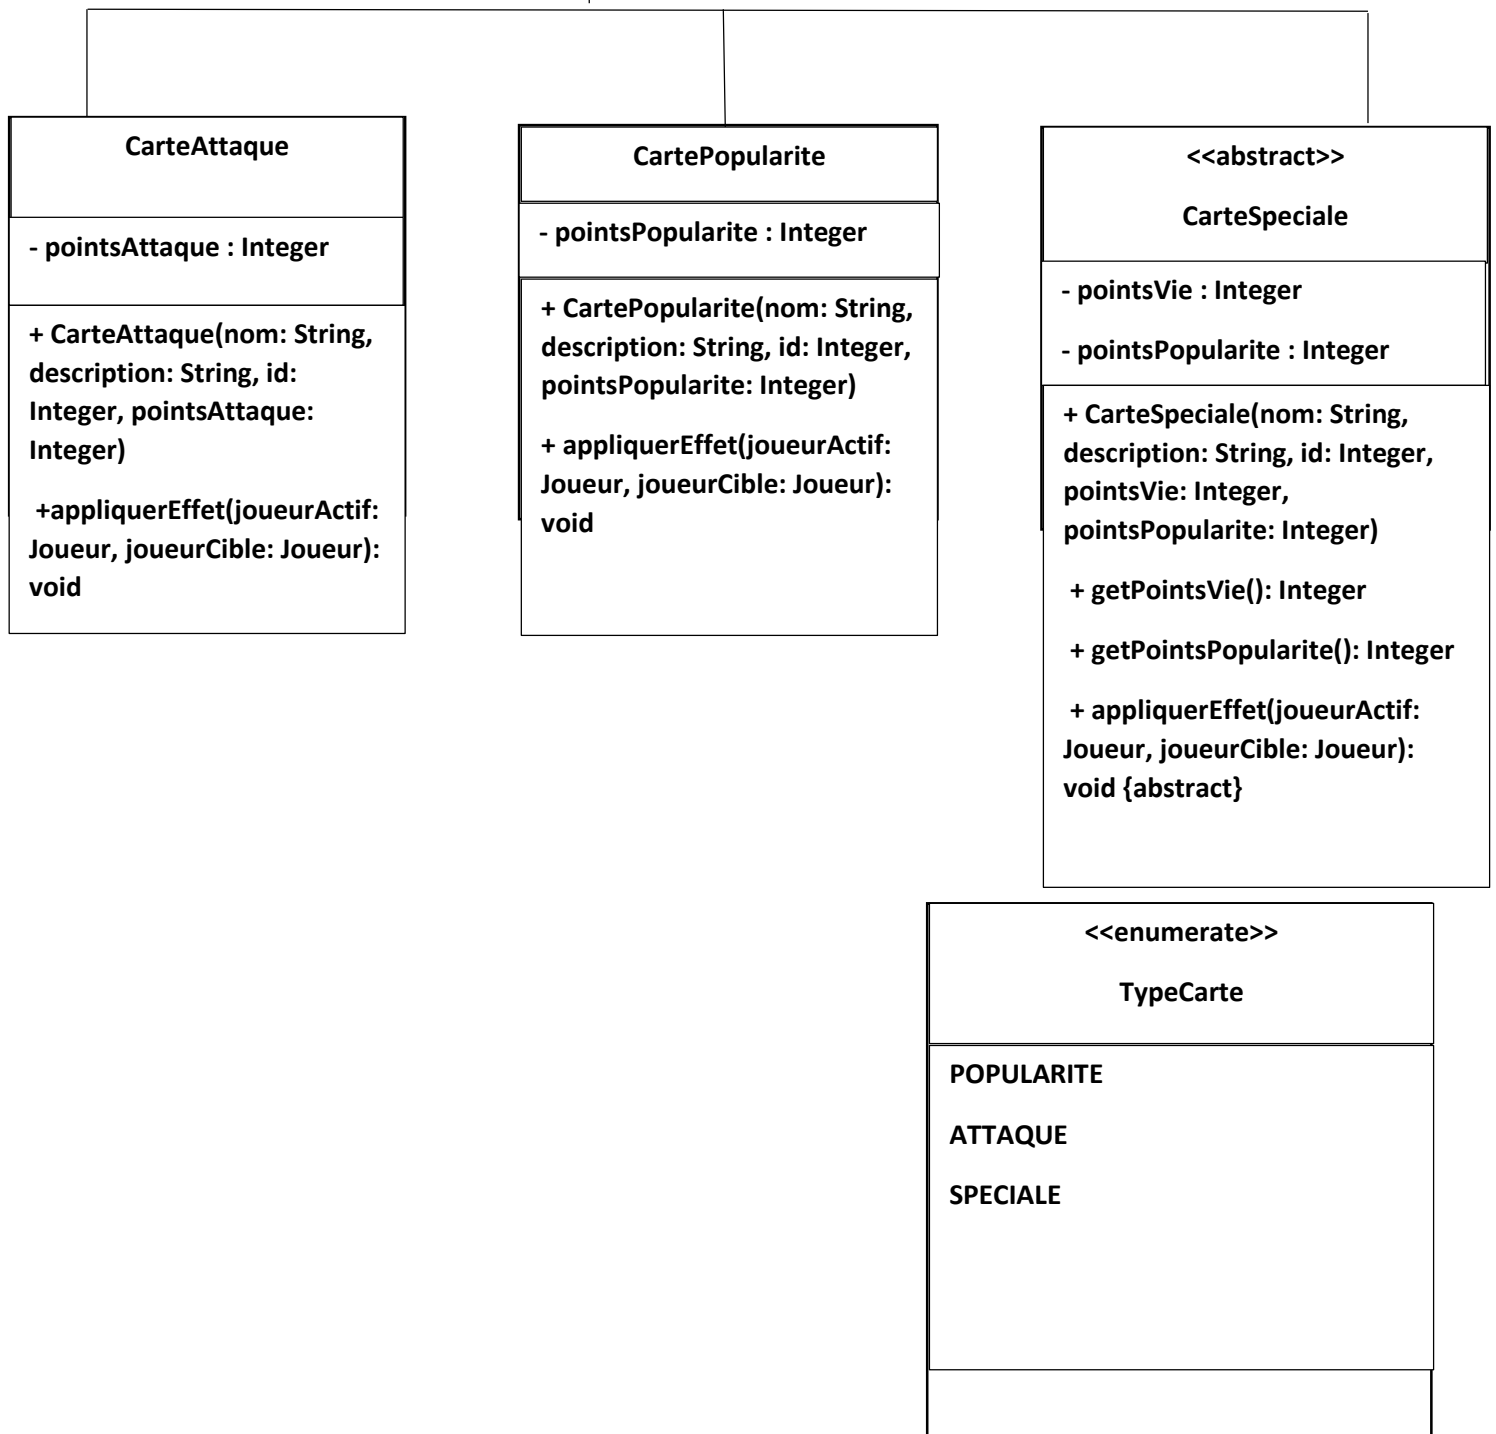 CarteAttaque
- pointsAttaque : Integer
+ CarteAttaque(nom: String,
description: String, id:
Integer, pointsAttaque:
Integer)
+appliquerEffet(joueurActif:
Joueur, joueurCible: Joueur):
void
CartePopularite
- pointsPopularite : Integer
+ CartePopularite(nom: String,
description: String, id: Integer,
pointsPopularite: Integer)
+ appliquerEffet(joueurActif:
Joueur, joueurCible: Joueur):
void
<<abstract>>
CarteSpeciale
- pointsVie : Integer
- pointsPopularite : Integer
+ CarteSpeciale(nom: String,
description: String, id: Integer,
pointsVie: Integer,
pointsPopularite: Integer)
+ getPointsVie(): Integer
+ getPointsPopularite(): Integer
+ appliquerEffet(joueurActif:
Joueur, joueurCible: Joueur):
void {abstract}
<<enumerate>>
TypeCarte
POPULARITE
ATTAQUE
SPECIALE